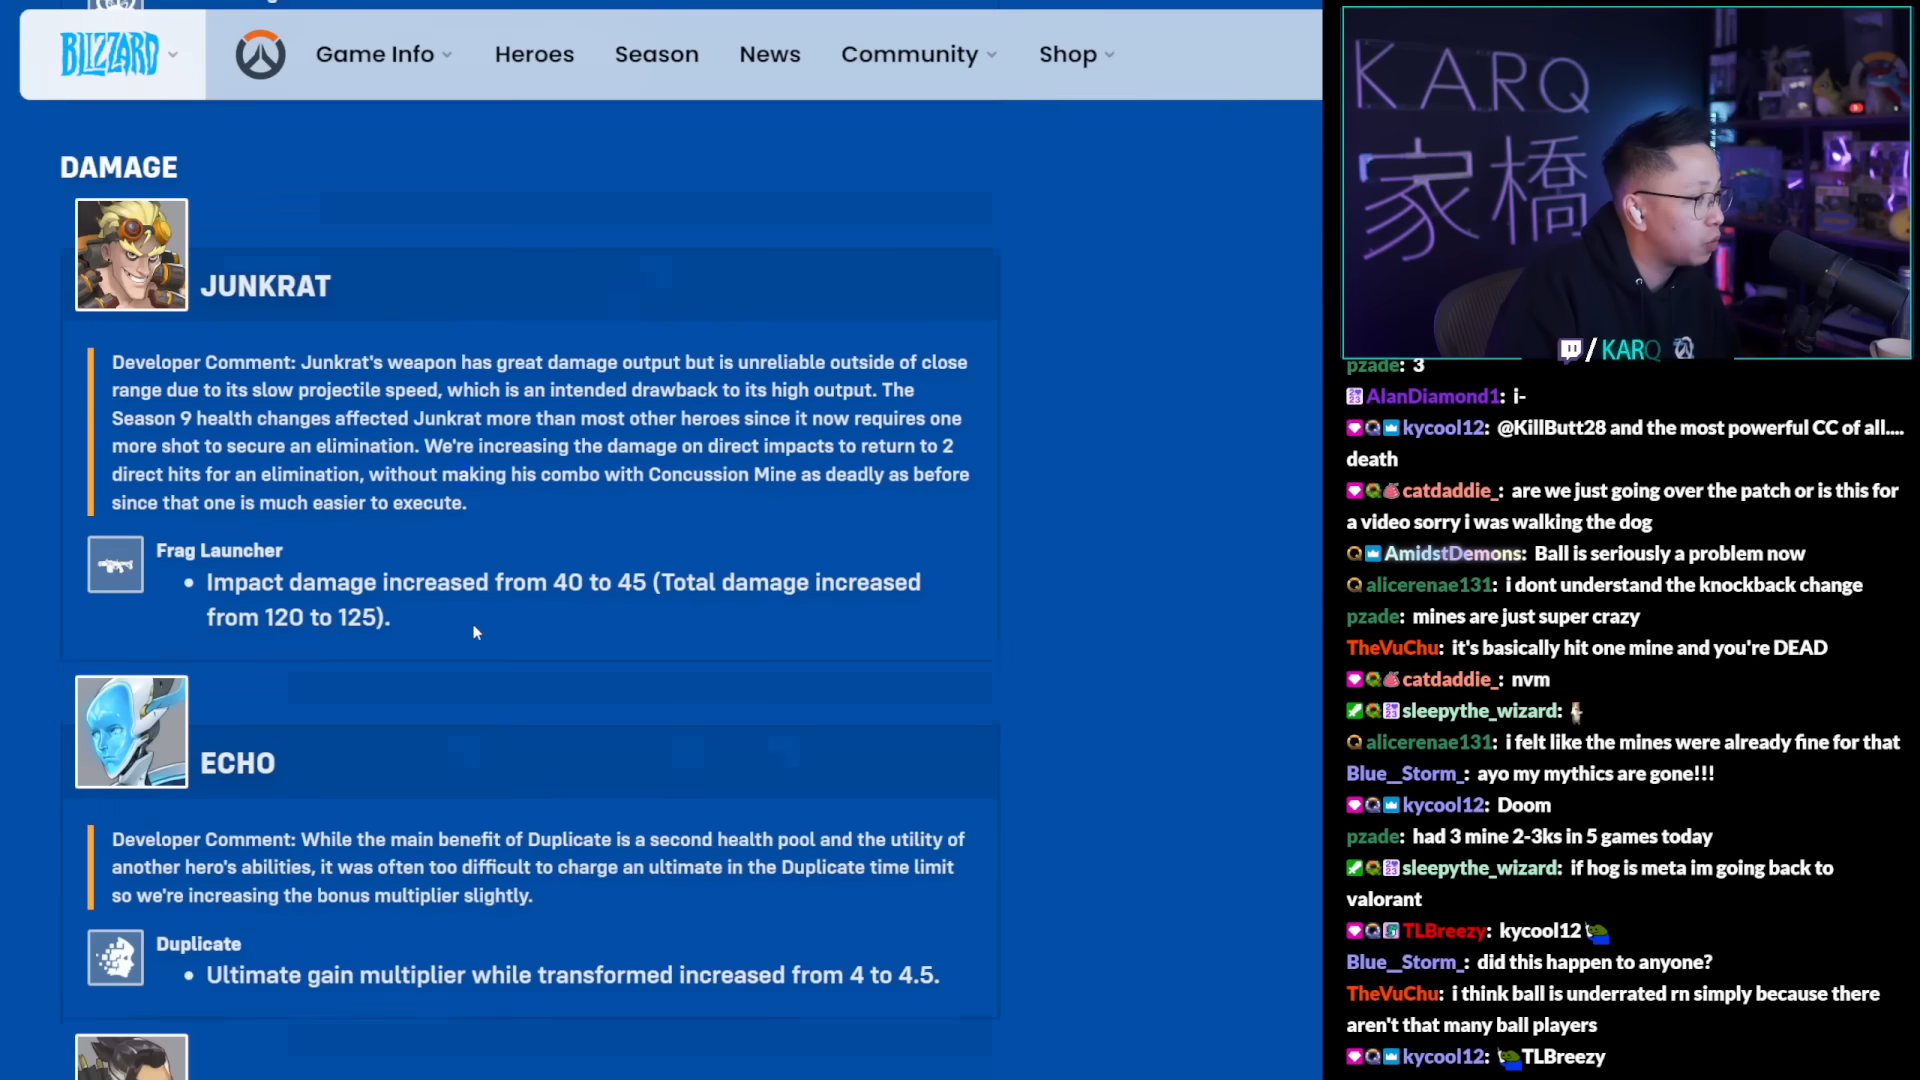 BLIZZARD
Game Info
Heroes
Season
News
Community
Shop
DAMAGE
JUNKRAT
Developer Comment: Junkrat's weapon has great damage output but is unreliable outside of close
range due to its slow projectile speed, which is an intended drawback to its high output. The
Season 9 health changes affected Junkrat more than most other heroes since it now requires one
more shot to secure an elimination. We're increasing the damage on direct impacts to return to 2
direct hits for an elimination, without making his combo with Concussion Mine as deadly as before
since that one is much easier to execute.
Frag Launcher
• Impact damage increased from 40 to 45 (Total damage increased
from 120 to 125).
ECHO
Developer Comment: While the main benefit of Duplicate is a second health pool and the utility of
another hero's abilities, it was often too difficult to charge an ultimate in the Duplicate time limit
so we're increasing the bonus multiplier slightly.
Duplicate
• Ultimate gain multiplier while transformed increased from 4 to 4.5.
KARQ
家橋
/ KARQ
pzade: 3
AlanDiamond1: i-
kycool12: @KillButt28 and the most powerful CC of all....
death
catdaddie_: are we just going over the patch or is this for
a video sorry i was walking the dog
AmidstDemons: Ball is seriously a problem now
alicerenae131: i dont understand the knockback change
pzade: mines are just super crazy
TheVuChu: it's basically hit one mine and you're DEAD
catdaddie_: nvm
sleepythe_wizard:
alicerenae131: i felt like the mines were already fine for that
Blue__Storm_: ayo my mythics are gone!!!
kycool12: Doom
pzade: had 3 mine 2-3ks in 5 games today
sleepythe_wizard: if hog is meta im going back to
valorant
TLBreezy: kycool12
Blue__Storm_: did this happen to anyone?
TheVuChu: i think ball is underrated rn simply because there
aren't that many ball players
kycool12: TLBreezy